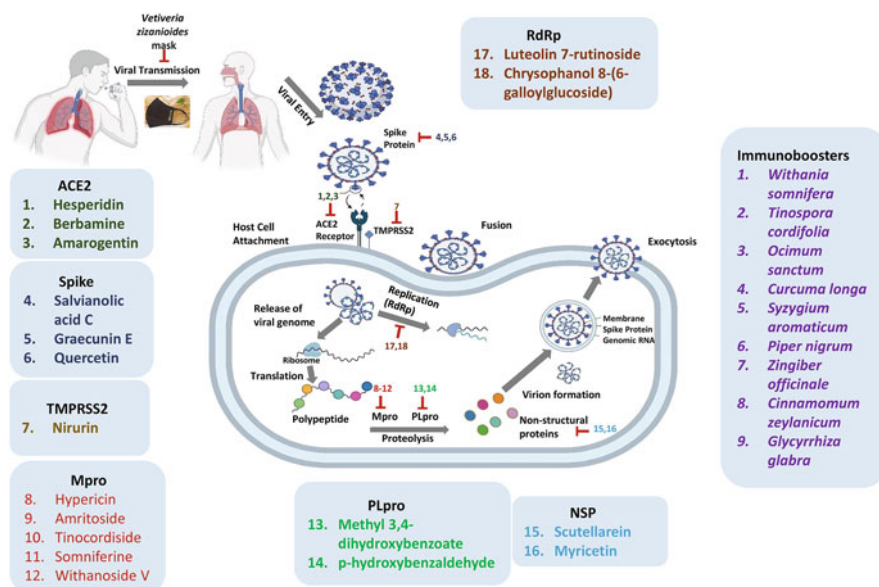 Vetiveria
zizanioides
mask
Viral Transmission
Viral Entry
RdRp
17. Luteolin 7-rutinoside
18. Chrysophanol 8-(6-
galloylglucoside)
Spike
Protein
4,5,6
1,2,3
7
ACE2
Receptor
TMPRSS2
Host Cell
Attachment
Fusion
Exocytosis
ACE2
1. Hesperidin
2. Berbamine
3. Amarogentin
Spike
4. Salvianolic
acid C
5. Graecunin E
6. Quercetin
TMPRSS2
7. Nirurin
Mpro
8. Hypericin
9. Amritoside
10. Tinocordiside
11. Somniferine
12. Withanoside V
Release of
viral genome
Replication
(RdRp)
17,18
Ribosome
Translation
Polypeptide
8-12
Mpro
13,14
PLpro
Proteolysis
Membrane
Spike Protein
Genomic RNA
Virion formation
Non-structural
proteins
15,16
PLpro
13. Methyl 3,4-
dihydroxybenzoate
14. p-hydroxybenzaldehyde
NSP
15. Scutellarein
16. Myricetin
Immunoboosters
1. Withania
somnifera
2. Tinospora
cordifolia
3. Ocimum
sanctum
4. Curcuma longa
5. Syzygium
aromaticum
6. Piper nigrum
7. Zingiber
officinale
8. Cinnamomum
zeylanicum
9. Glycyrrhiza
glabra